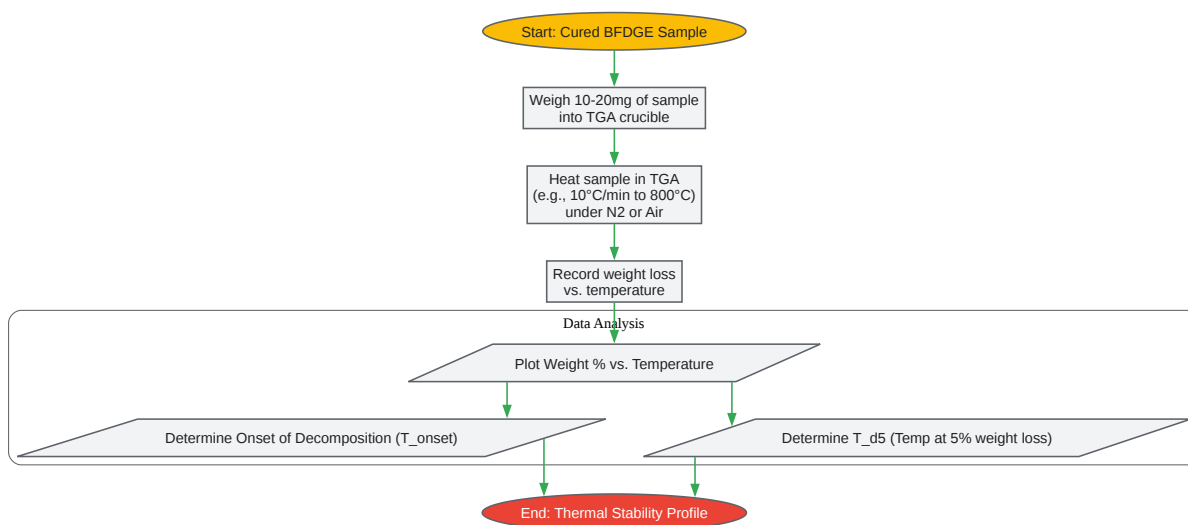 Start: Cured BFDGE Sample
Weigh 10-20mg of sample
into TGA crucible
Heat sample in TGA
(e.g., 10°C/min to 800°C)
under N2 or Air
Record weight loss
vs. temperature
Data Analysis
Plot Weight % vs. Temperature
Determine Onset of Decomposition (T_onset)
Determine T_d5 (Temp at 5% weight loss)
End: Thermal Stability Profile